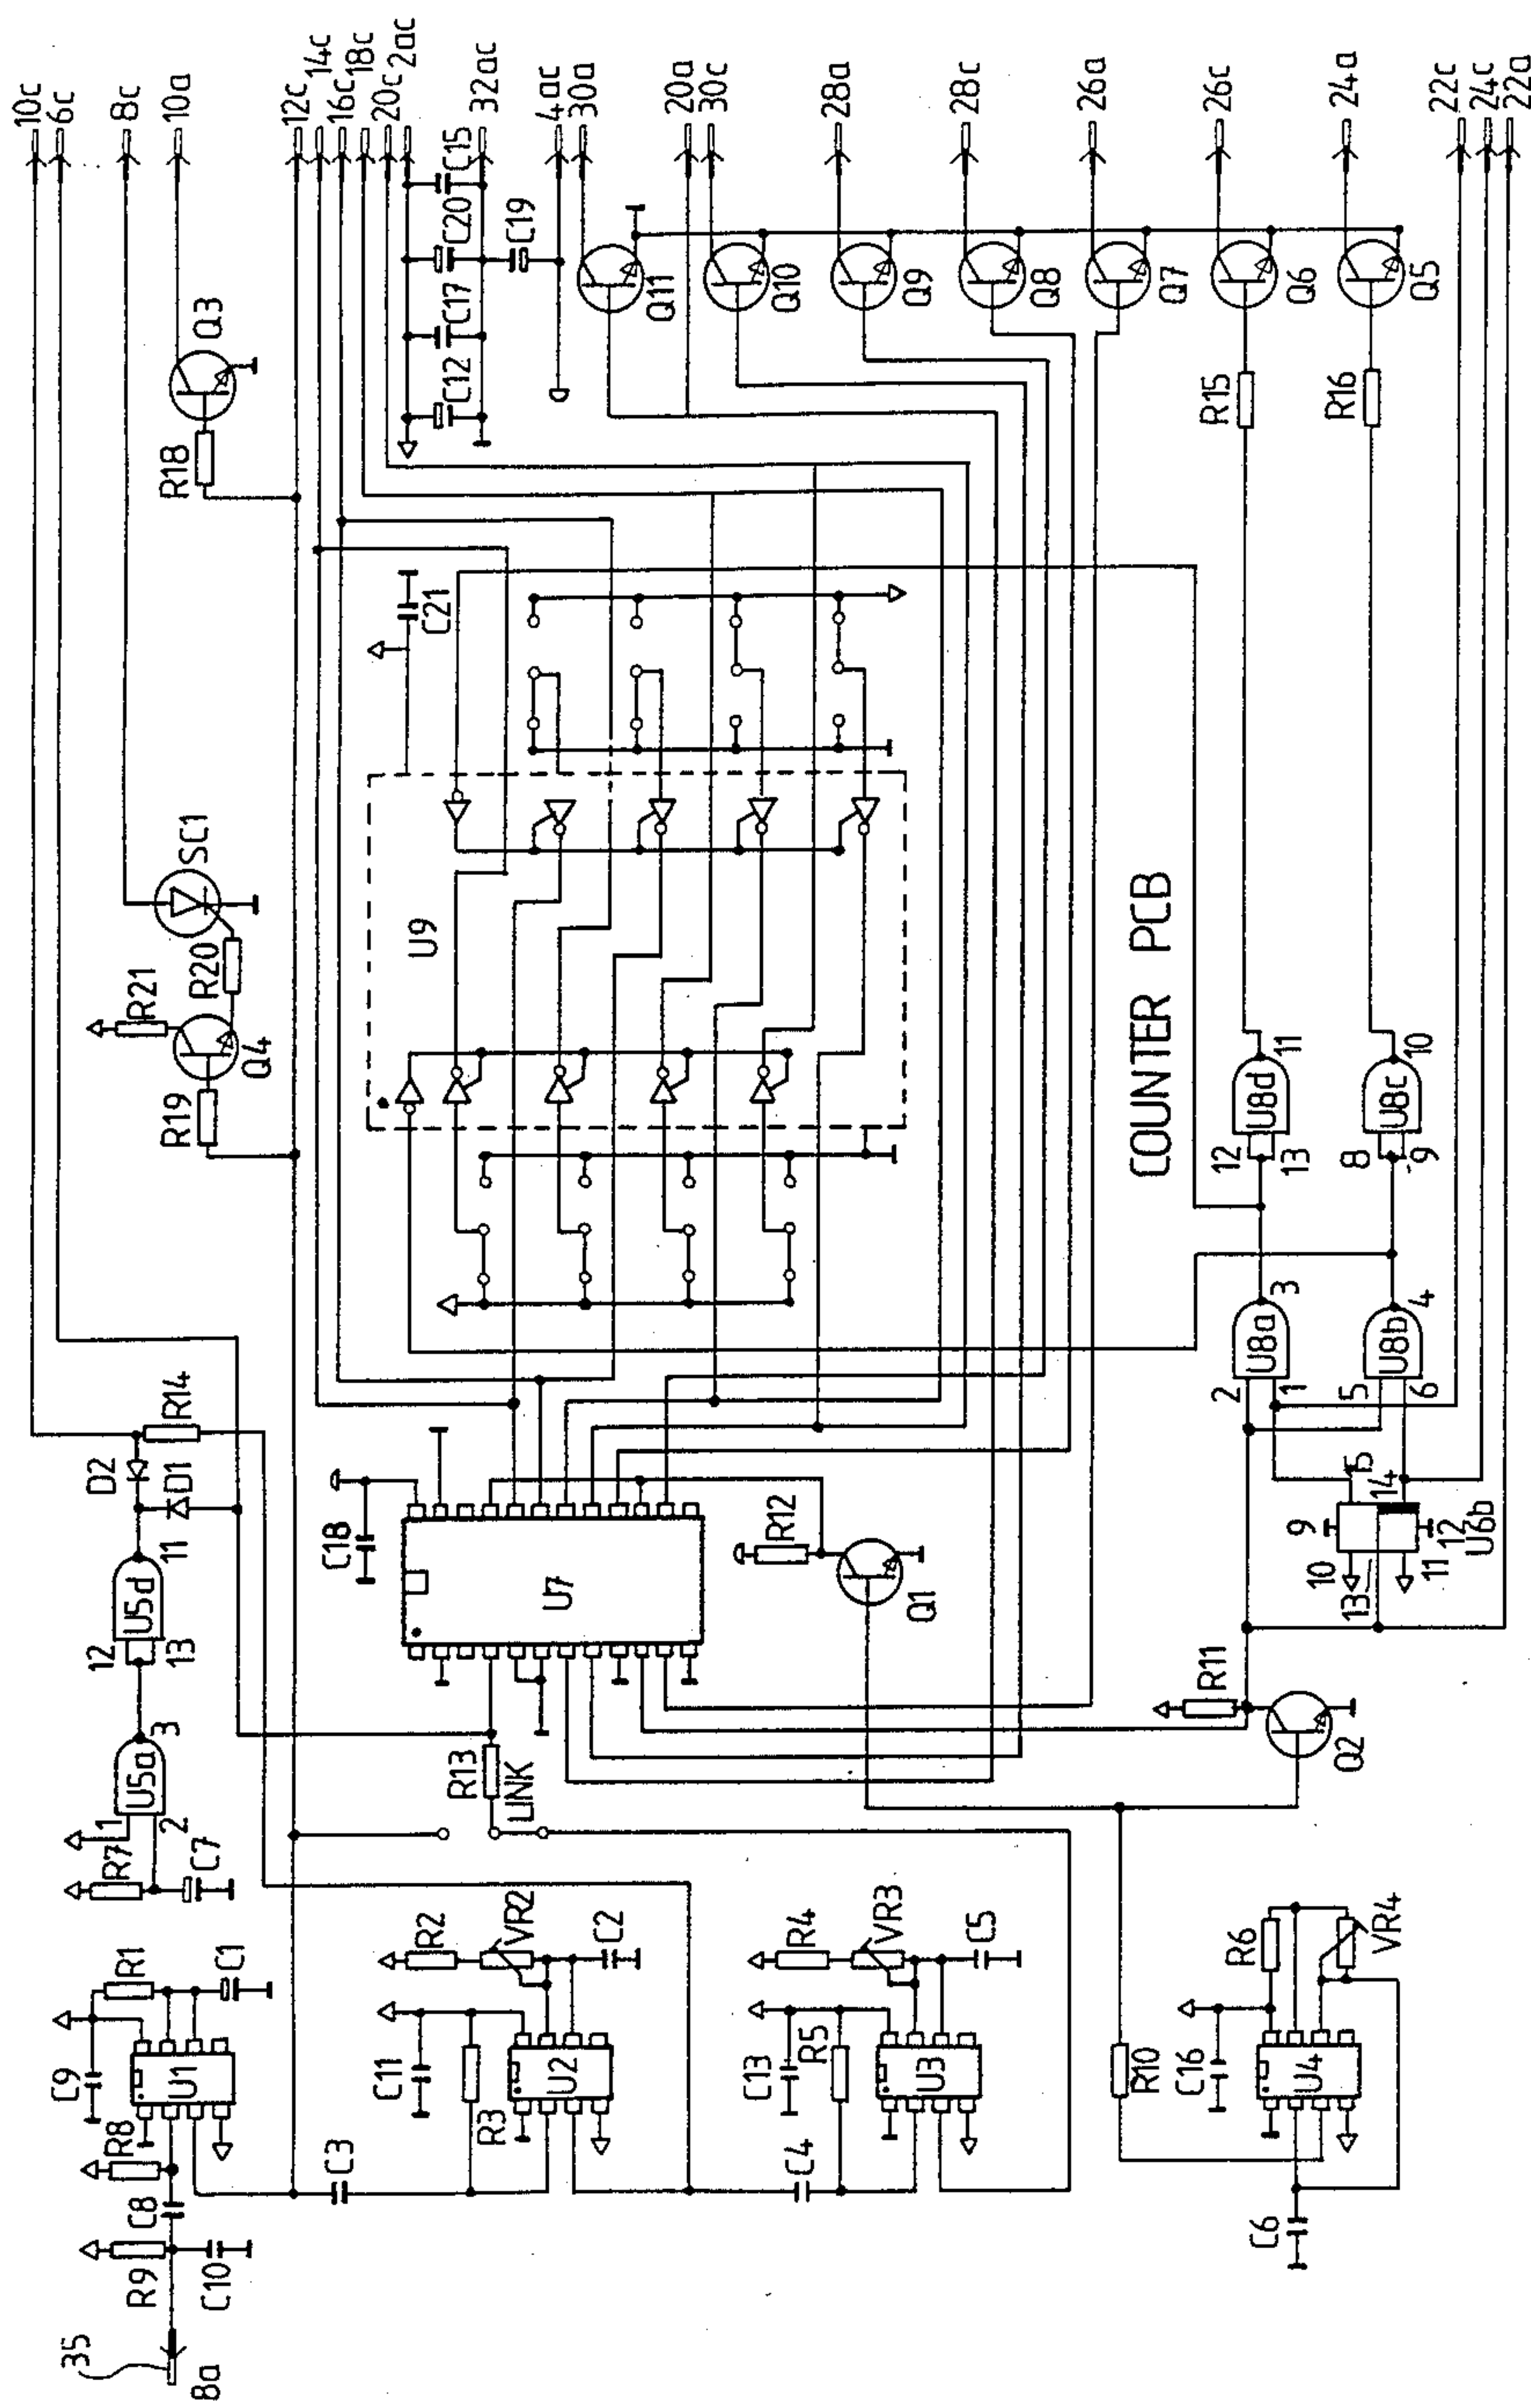 10c
6c
8c
10a
12c
14c
16c
18c
20c
2ac
32ac
4ac
30a
20a
30c
28a
28c
26a
26c
24a
22c
24c
22a
Q3
R18
C15
C20
C17
C12
C19
Q11
Q10
Q9
Q8
Q7
Q6
Q5
R15
R16
SC1
R21
R20
Q4
R19
C21
U9
COUNTER PCB
U8d
11
12
13
U8c
10
8
9
U8a
3
2
1
U8b
4
5
6
R14
D2
D1
U5d
11
12
13
U5a
3
1
2
R7
C7
C18
U7
R12
Q1
R13
LINK
R11
Q2
9
10
13
15
14
12
11
U6b
R1
C1
C9
U1
R8
C8
R9
C10
35
8a
R2
VR2
C2
C11
U2
R3
C3
R4
VR3
C5
C13
R5
U3
C4
R10
R6
VR4
C16
U4
C6